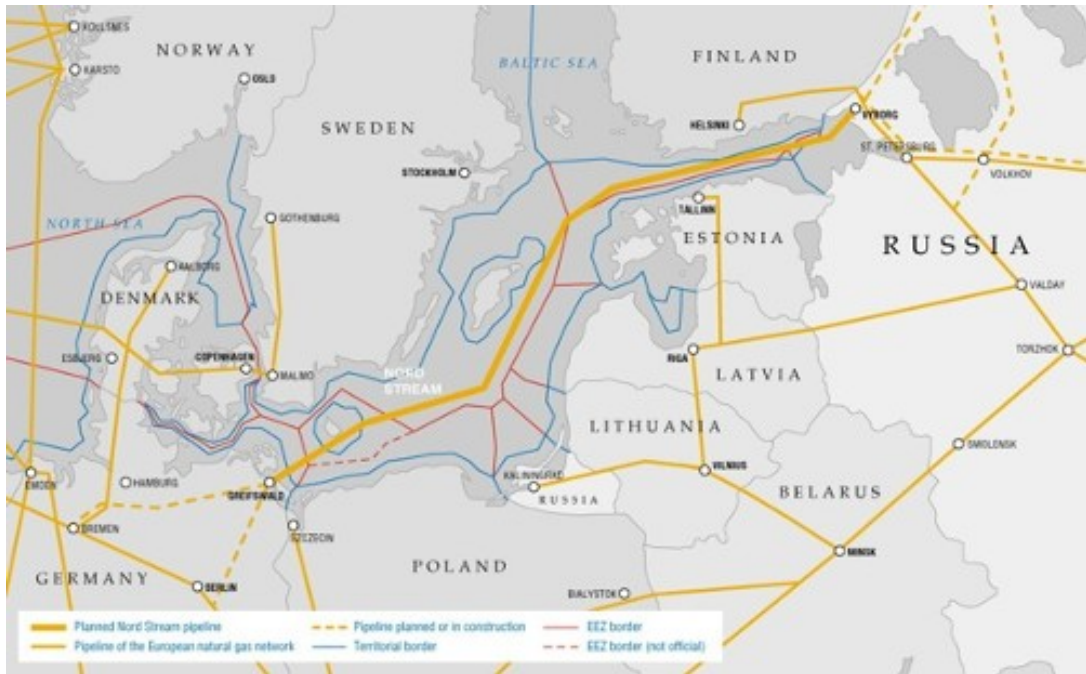 KOLLSNES
NORWAY
KARSTO
OSLO
BALTIC SEA
FINLAND
SWEDEN
HELSINKI
VYBORG
ST. PETERSBURG
VOLKHOV
STOCKHOLM
NORTH SEA
GOTHENBURG
TALLINN
ESTONIA
RUSSIA
AALBORG
DENMARK
VALDAY
ESBJERG
COPENHAGEN
MALMO
NORD
STREAM
RIGA
LATVIA
TORZHOK
LITHUANIA
SMOLENSK
EMDEN
HAMBURG
GREIFSWALD
KALININGRAD
RUSSIA
VILNIUS
BELARUS
BREMEN
SZCZECIN
MINSK
GERMANY
BERLIN
POLAND
BIALYSTOK
Planned Nord Stream pipeline
Pipeline planned or in construction
EEZ border
Pipeline of the European natural gas network
Territorial border
EEZ border (not official)